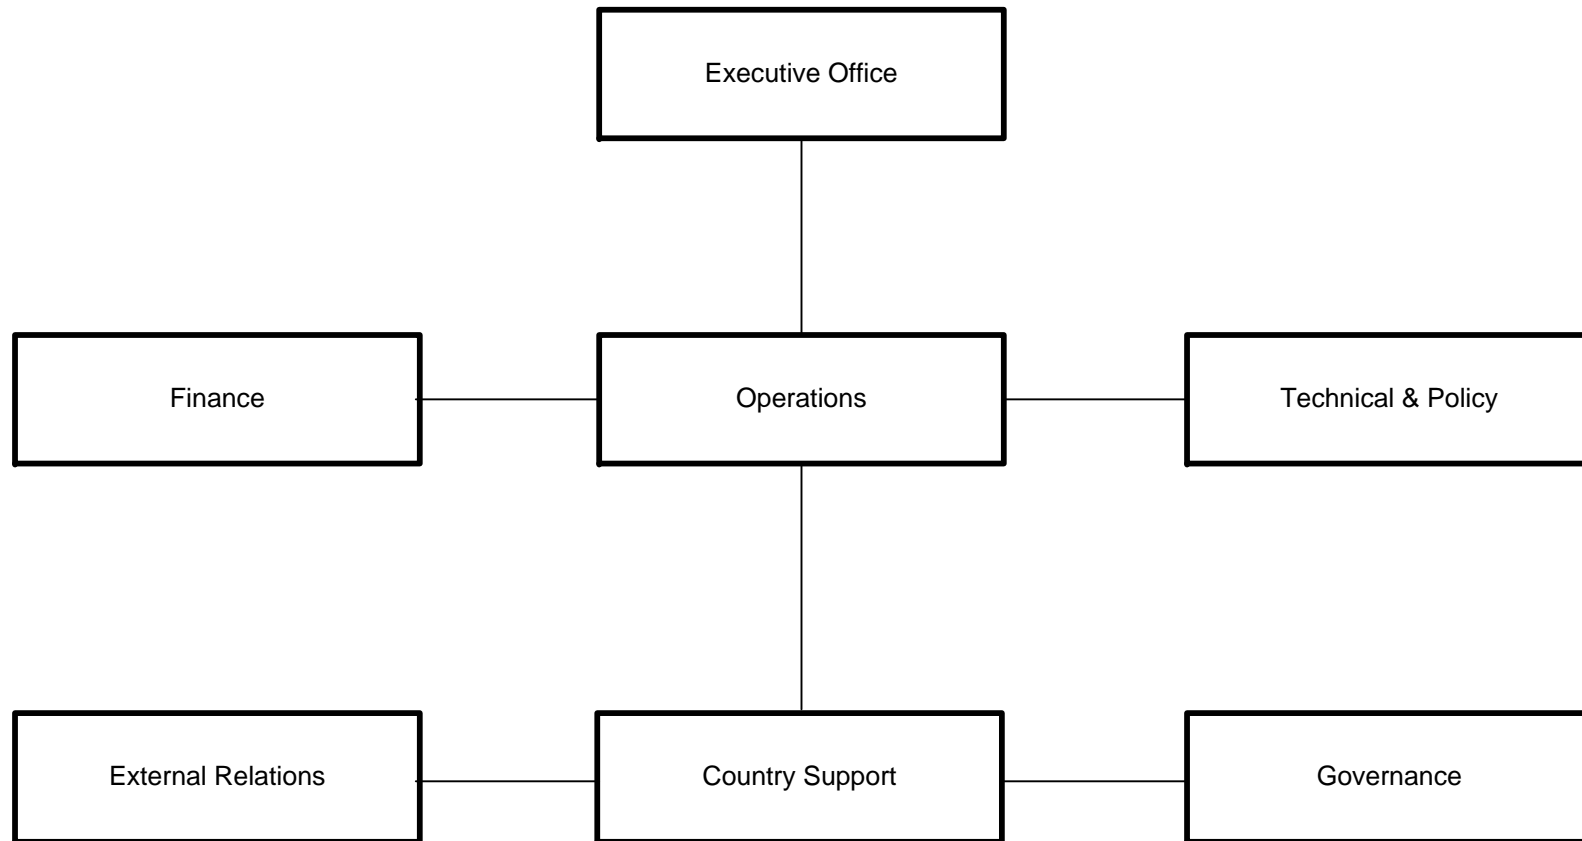 Executive Office
Finance
Operations
Technical & Policy
External Relations
Country Support
Governance